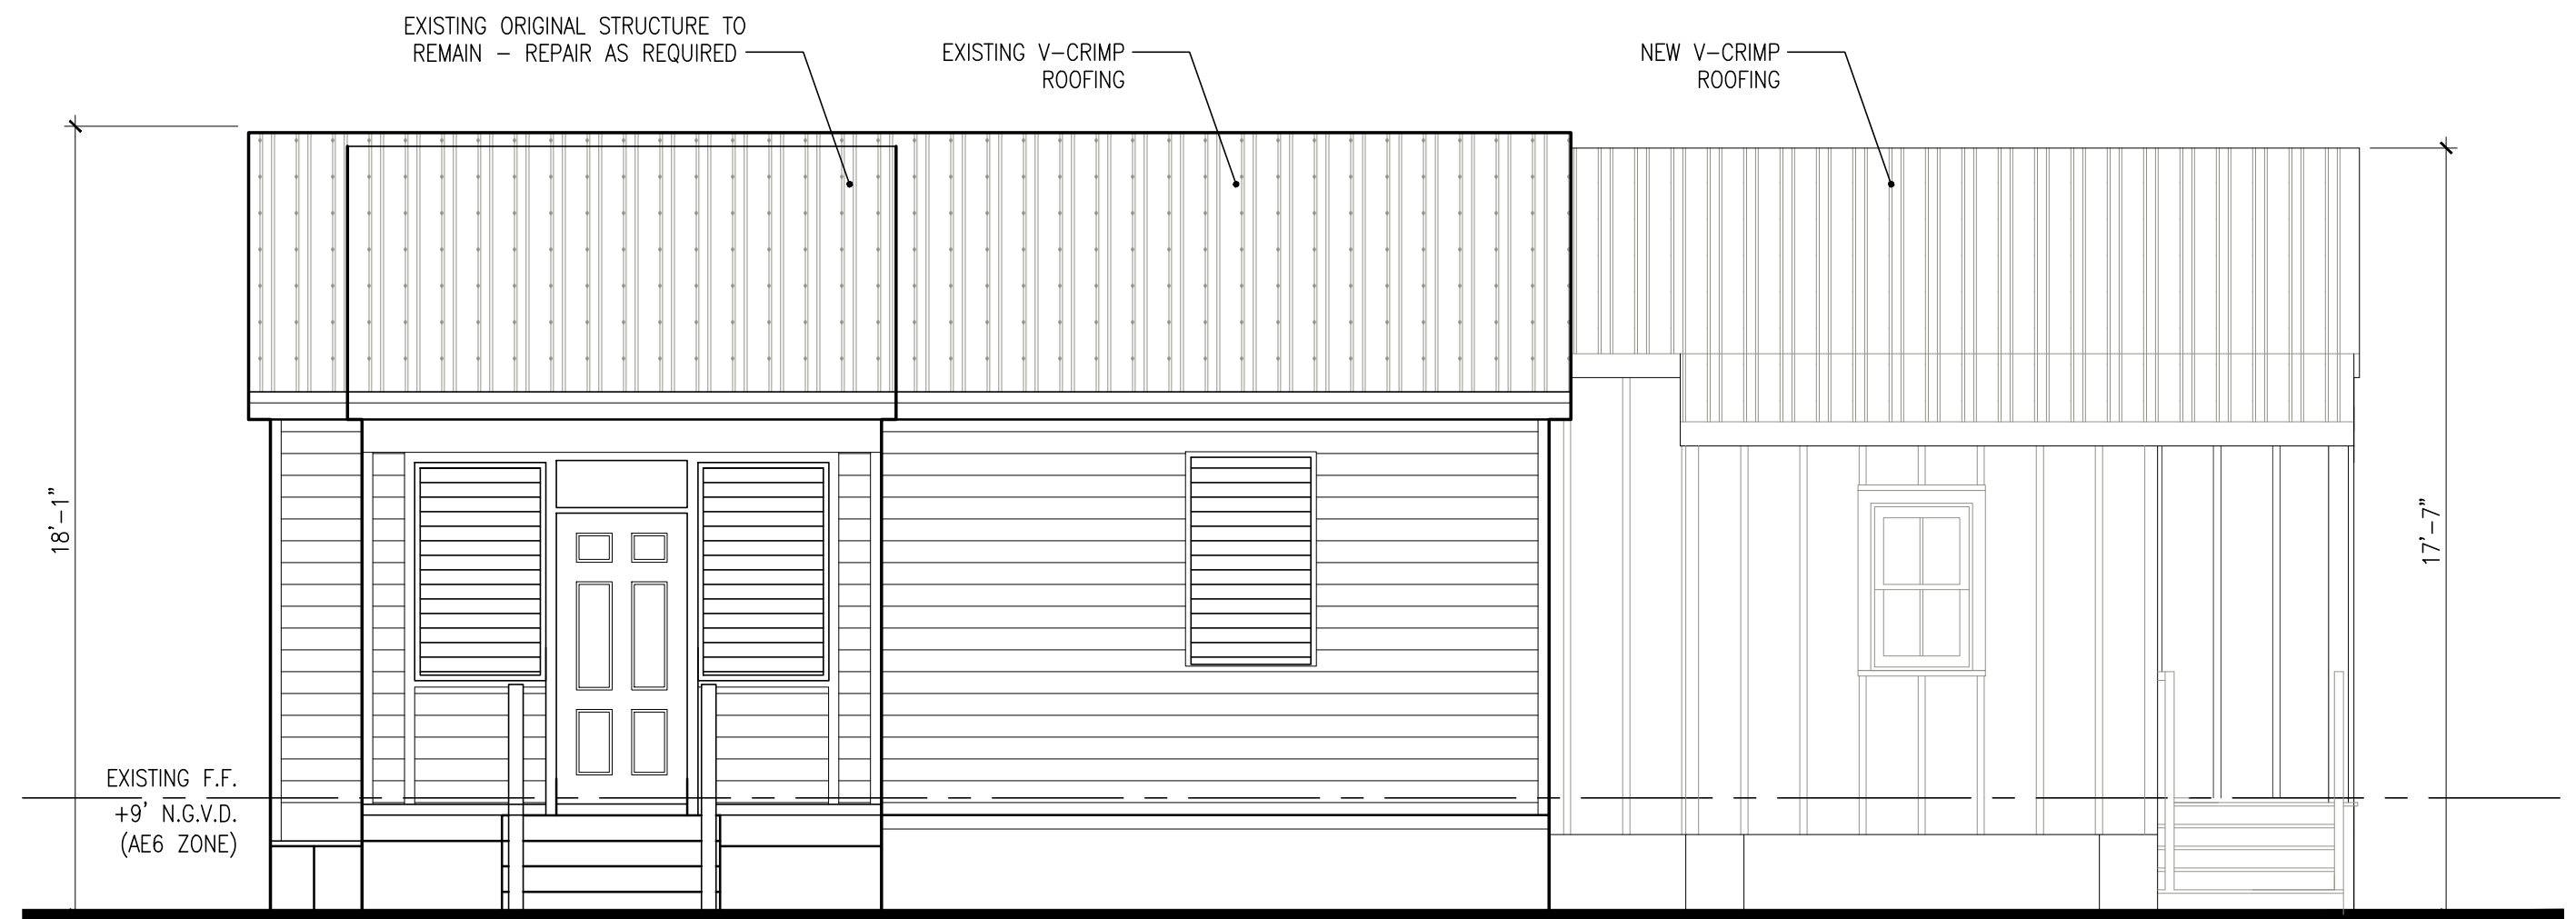 EXISTING ORIGINAL STRUCTURE TO
REMAIN – REPAIR AS REQUIRED
EXISTING V–CRIMP
ROOFING
NEW V–CRIMP
ROOFING
18'–1"
17'–7"
EXISTING F.F.
+9' N.G.V.D.
(AE6 ZONE)